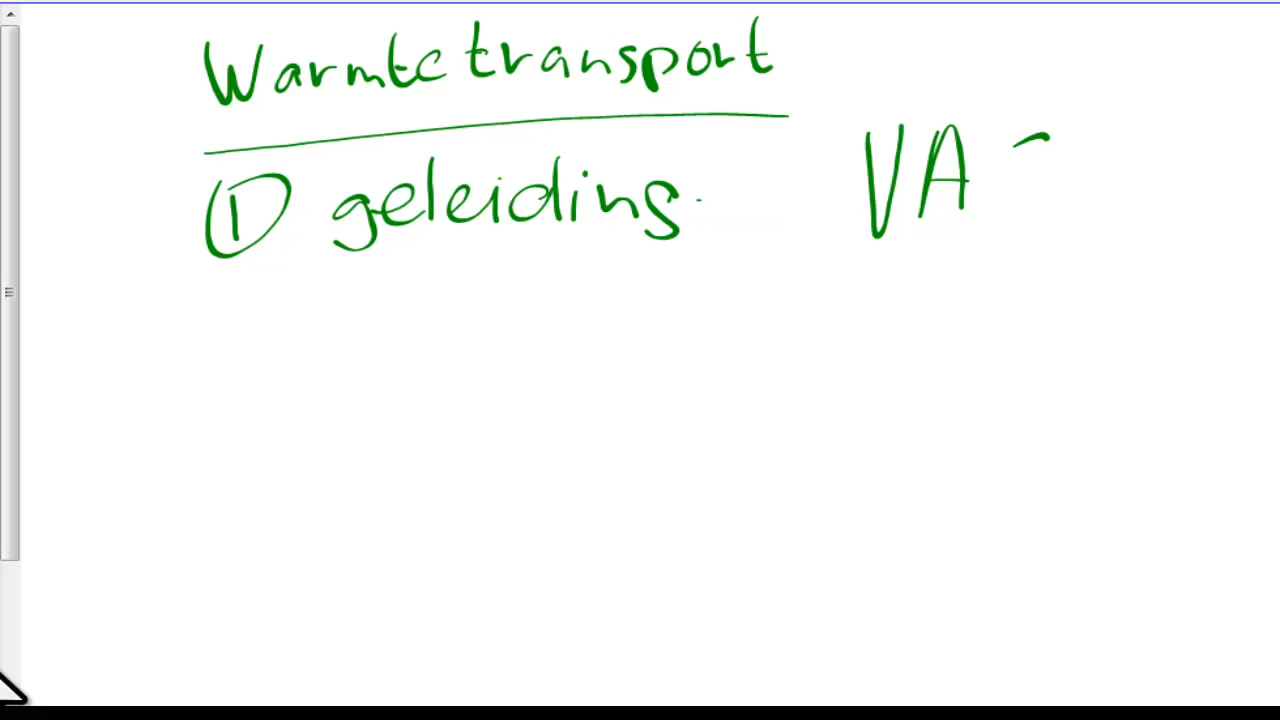 Warmtetransport
① geleiding. VA